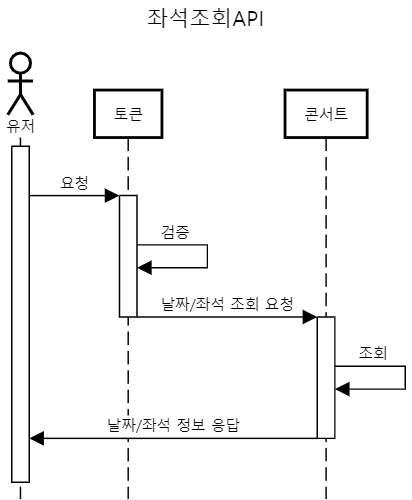 좌석조회API
유저
토큰
콘서트
요청
검증
날짜/좌석 조회 요청
조회
날짜/좌석 정보 응답